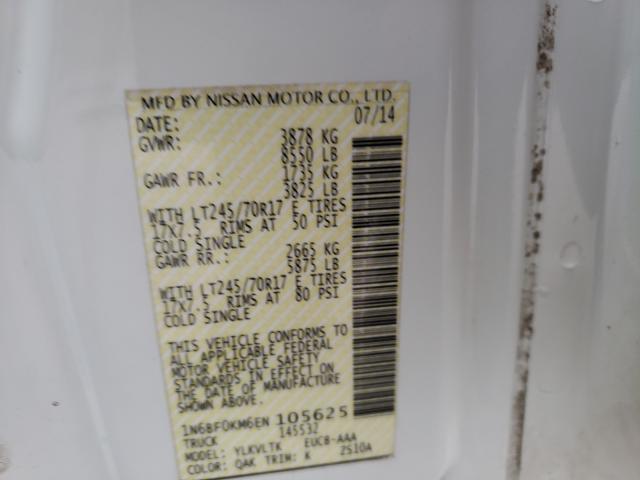 MFD BY NISSAN MOTOR CO., LTD.
DATE: 07/14
GVWR: 3878 KG
8550 LB
GAWR FR.: 1735 KG
3825 LB
WITH LT245/70R17 E TIRES
17X7.5 RIMS AT 50 PSI
COLD SINGLE
GAWR RR.: 2665 KG
5875 LB
WITH LT245/70R17 E TIRES
17X7.5 RIMS AT 80 PSI
COLD SINGLE
THIS VEHICLE CONFORMS TO
ALL APPLICABLE FEDERAL
MOTOR VEHICLE SAFETY
STANDARDS IN EFFECT ON
THE DATE OF MANUFACTURE
SHOWN ABOVE.
1N6BF0KM6EN 105625
TRUCK 145532
MODEL: YLKVLTK EUC8-AAA
COLOR: QAK TRIM: K 2S10A